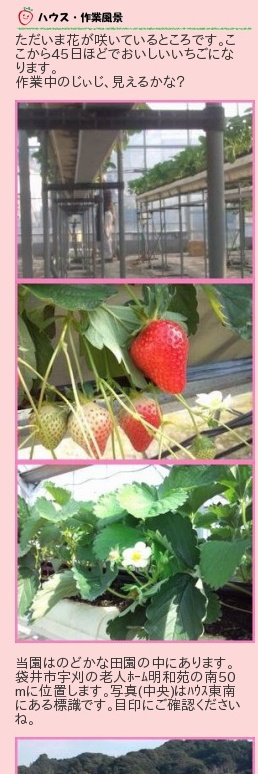 ハウス・作業風景
ただいま花が咲いているところです。こ
こから45日ほどでおいしいいちごにな
ります。
作業中のじぃじ、見えるかな？
当園はのどかな田園の中にあります。
袋井市宇刈の老人ﾎｰﾑ明和苑の南50
mに位置します。写真(中央)はﾊｳｽ東南
にある標識です。目印にご確認ください
ね。